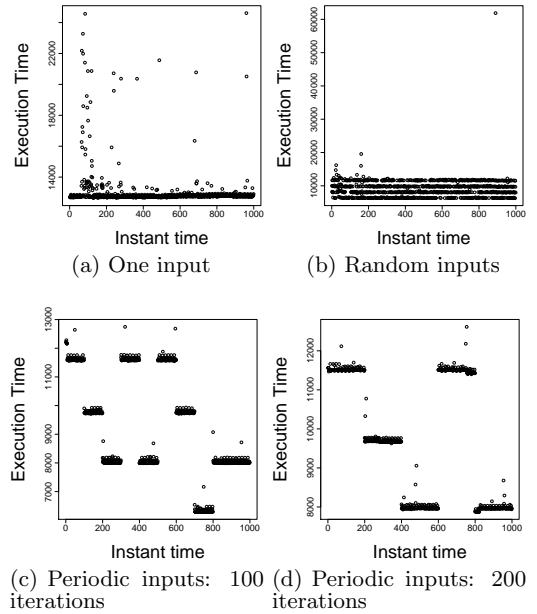 Execution Time
14000 18000 22000
0 200 400 600 800 1000
Instant time
(a) One input
Execution Time
10000 20000 30000 40000 50000 60000
0 200 400 600 800 1000
Instant time
(b) Random inputs
Execution Time
7000 8000 9000 11000 13000
0 200 400 600 800 1000
Instant time
(c) Periodic inputs: 100
iterations
Execution Time
8000 9000 10000 11000 12000
0 200 400 600 800 1000
Instant time
(d) Periodic inputs: 200
iterations